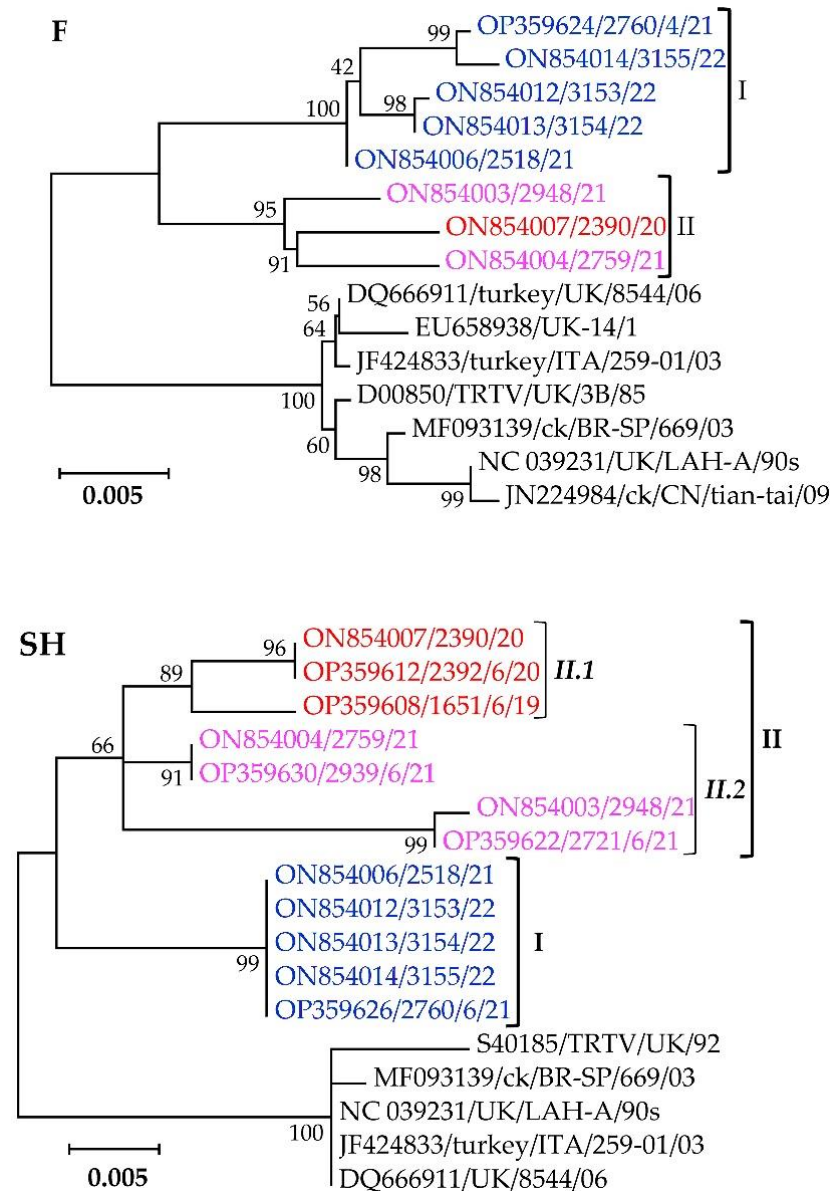 F
99
OP359624/2760/4/21
ON854014/3155/22
42
ON854012/3153/22
98
100
ON854013/3154/22
I
ON854006/2518/21
ON854003/2948/21
95
ON854007/2390/20
II
91
ON854004/2759/21
DQ666911/turkey/UK/8544/06
56
EU658938/UK-14/1
64
JF424833/turkey/ITA/259-01/03
100
D00850/TRTV/UK/3B/85
MF093139/ck/BR-SP/669/03
60
NC 039231/UK/LAH-A/90s
98
JN224984/ck/CN/tian-tai/09
99
0.005
SH
ON854007/2390/20
96
OP359612/2392/6/20
II.1
89
OP359608/1651/6/19
ON854004/2759/21
66
II
OP359630/2939/6/21
91
II.2
ON854003/2948/21
OP359622/2721/6/21
99
ON854006/2518/21
ON854012/3153/22
ON854013/3154/22
I
99
ON854014/3155/22
OP359626/2760/6/21
S40185/TRTV/UK/92
MF093139/ck/BR-SP/669/03
NC 039231/UK/LAH-A/90s
100
JF424833/turkey/ITA/259-01/03
DQ666911/UK/8544/06
0.005